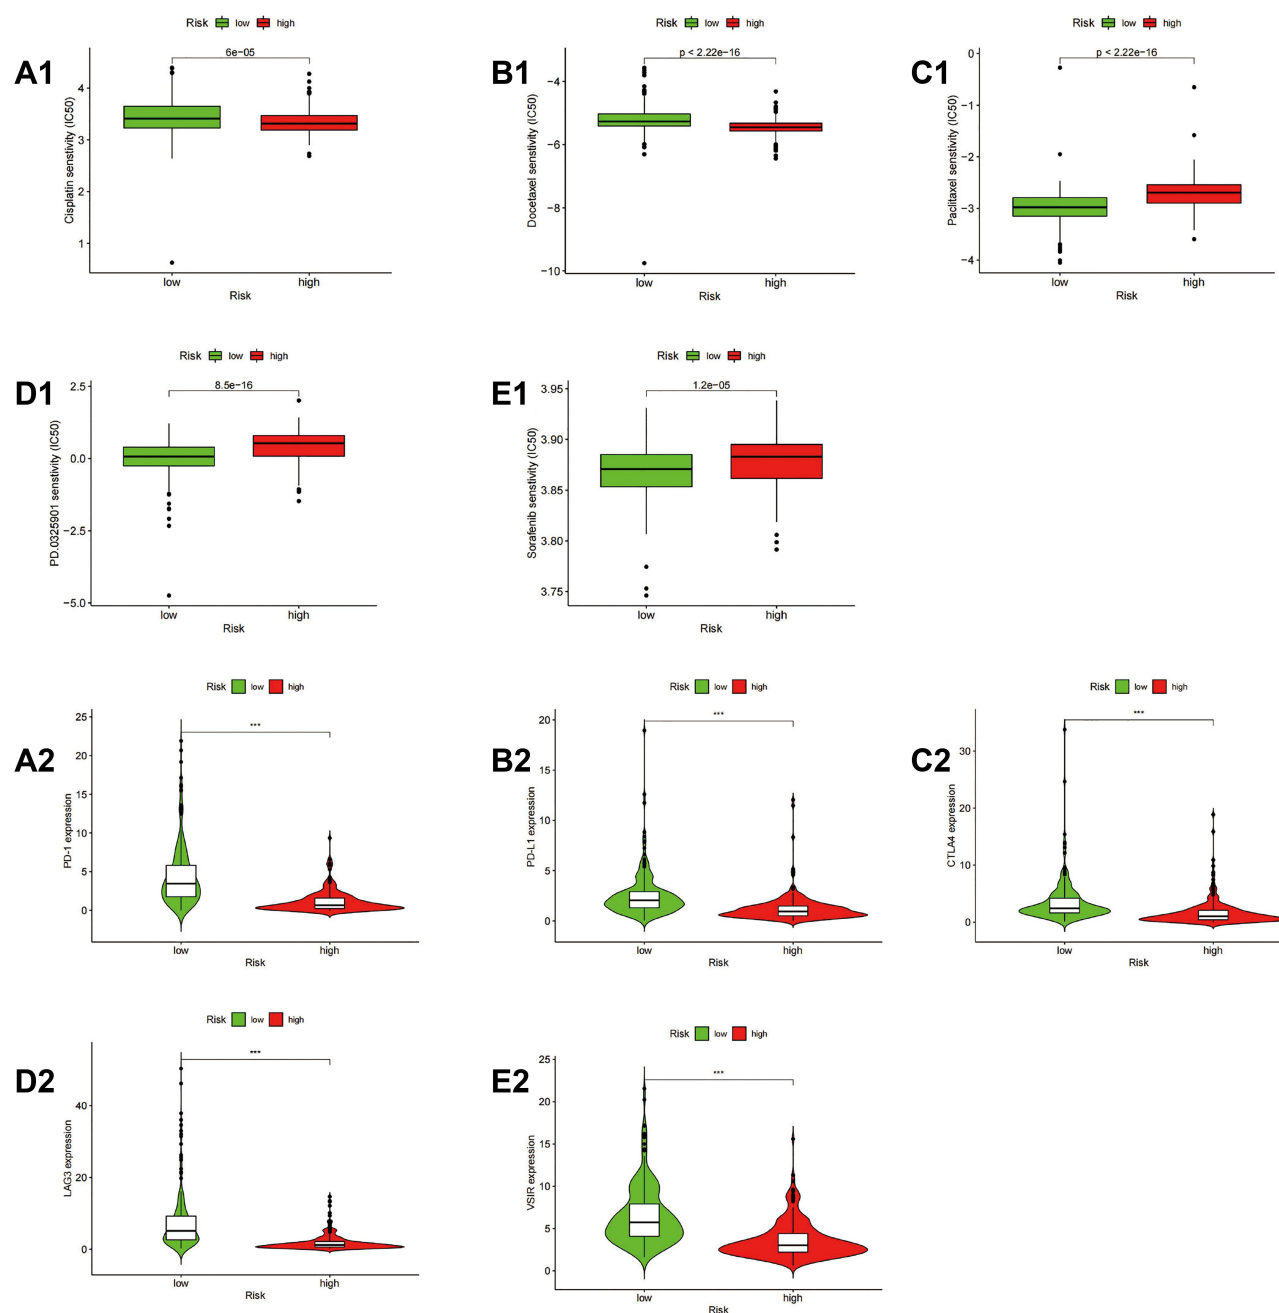 Risk low high
A1
6e−05
Cisplatin senstivity (IC50)
4
3
2
1
low high
Risk
Risk low high
B1
p < 2.22e−16
Docetaxel senstivity (IC50)
−4
−6
−8
−10
low high
Risk
Risk low high
C1
p < 2.22e−16
Paclitaxel senstivity (IC50)
0
−1
−2
−3
−4
low high
Risk
Risk low high
D1
8.5e−16
PD.0325901 senstivity (IC50)
2.5
0.0
−2.5
−5.0
low high
Risk
Risk low high
E1
1.2e−05
Sorafenib senstivity (IC50)
3.95
3.90
3.85
3.80
3.75
low high
Risk
Risk low high
A2
***
PD-1 expression
25
20
15
10
5
0
low high
Risk
Risk low high
B2
***
PD-L1 expression
20
15
10
5
0
low high
Risk
Risk low high
C2
***
CTLA4 expression
30
20
10
0
low high
Risk
Risk low high
D2
***
LAG3 expression
40
20
0
low high
Risk
Risk low high
E2
***
VSIR expression
25
20
15
10
5
0
low high
Risk